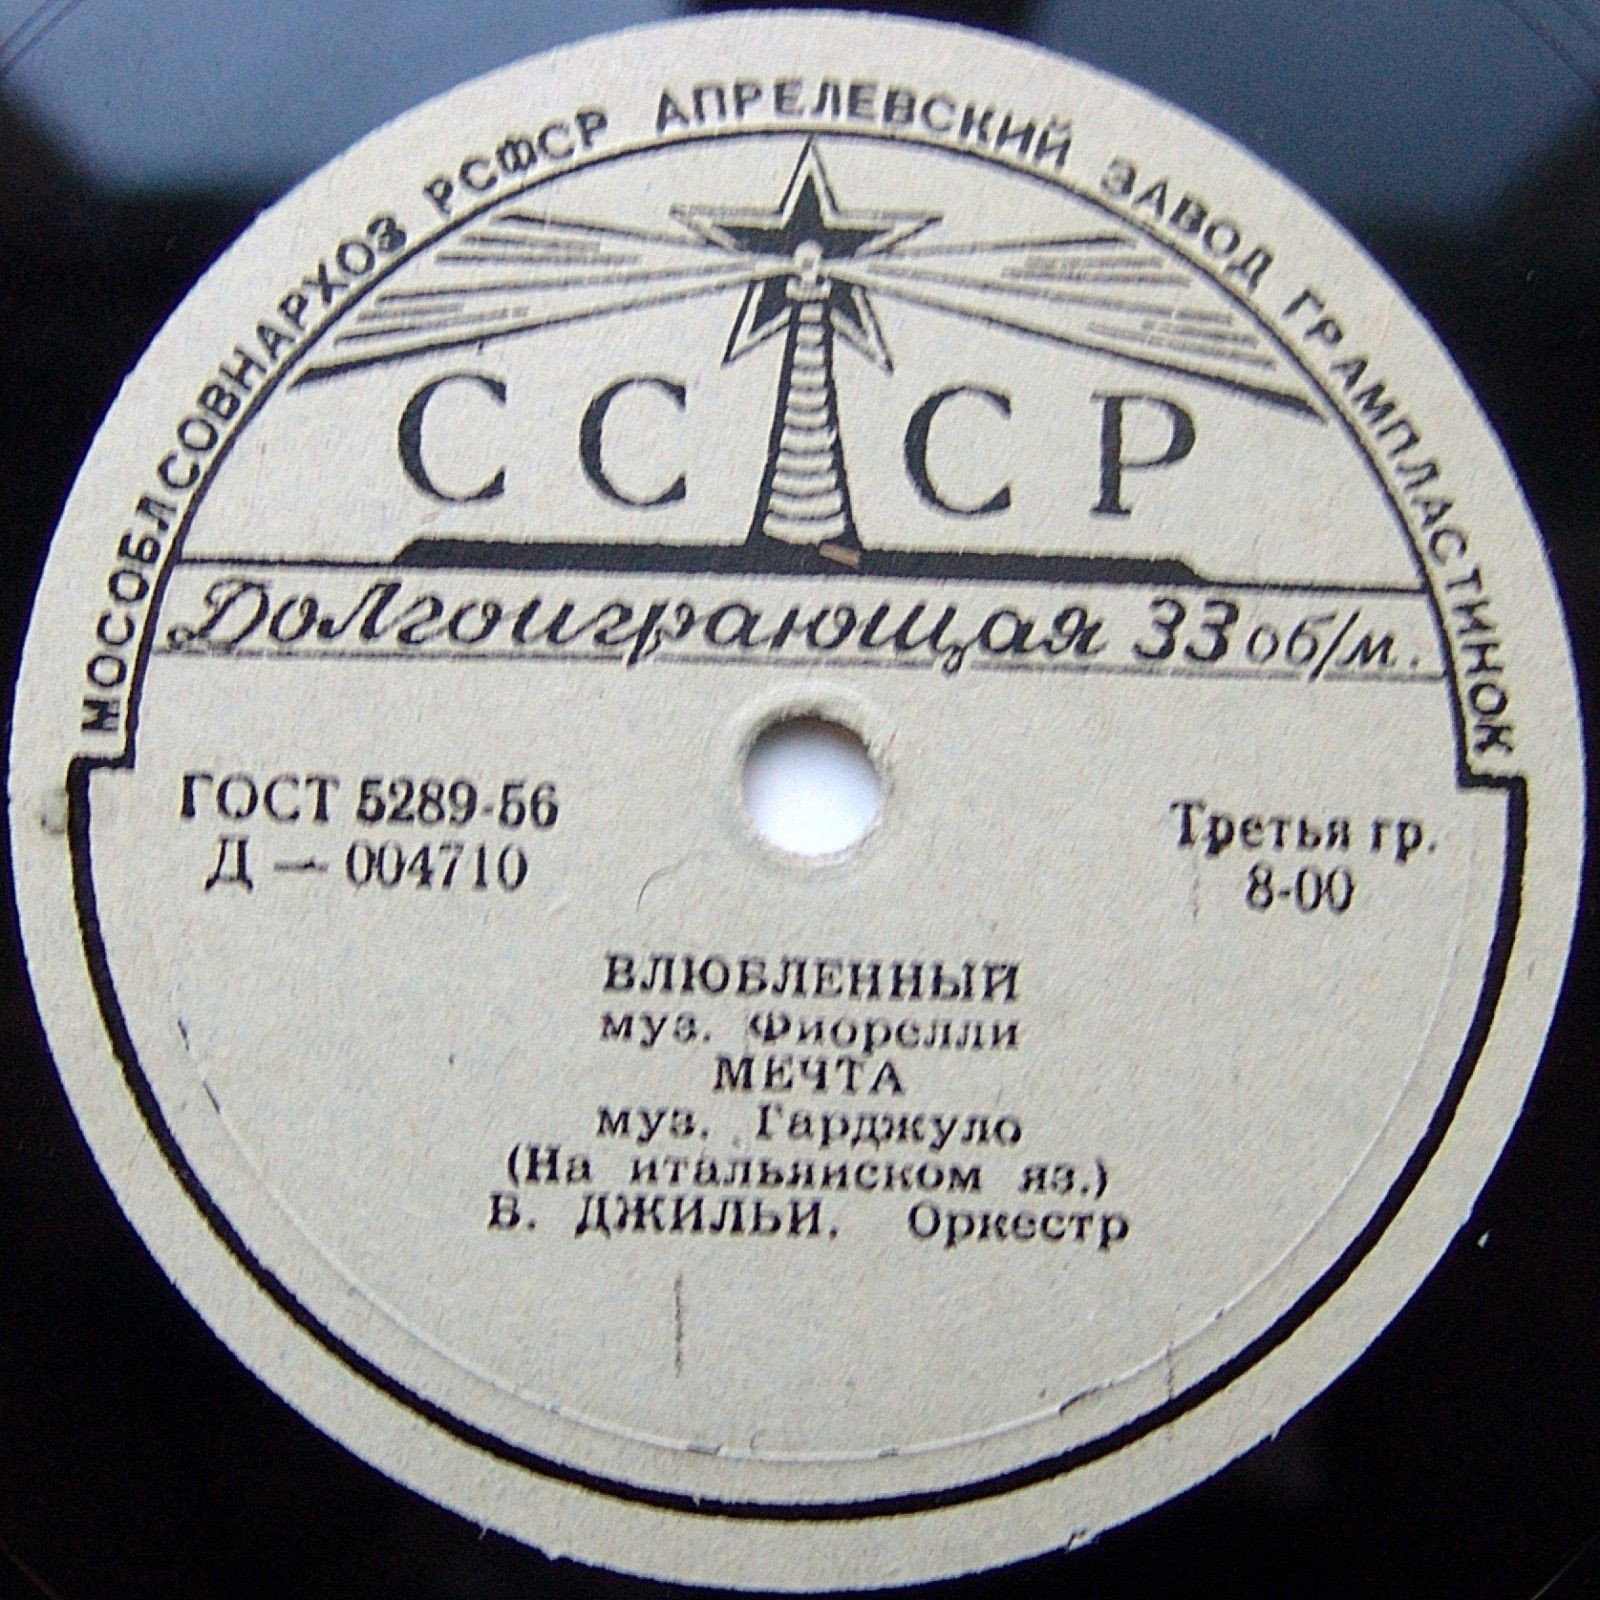 МОСОБЛСОВНАРХОЗ РСФСР АПРЕЛЕВСКИЙ ЗАВОД ГРАМПЛАСТИНОК
СССР
Долгоиграющая 33 об/м.
ГОСТ 5289-56
Д — 004710
Третья гр.
8-00
ВЛЮБЛЕННЫЙ
муз. Фиорелли
МЕЧТА
муз. Гарджуло
(На итальянском яз.)
Б. ДЖИЛЬИ. Оркестр